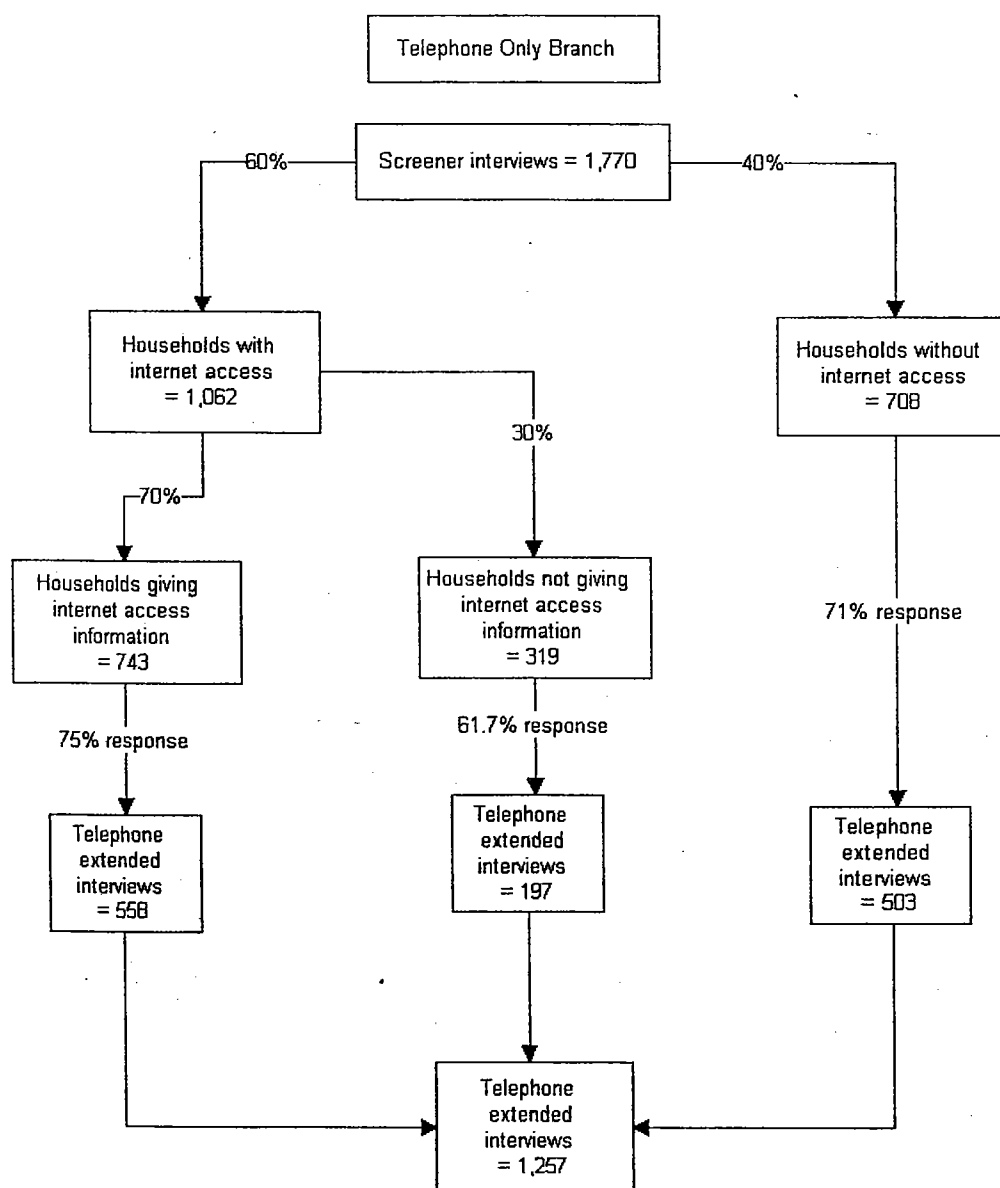 Telephone Only Branch
Screener interviews = 1,770
60%
40%
Households with
internet access
= 1,062
Households without
internet access
= 708
30%
70%
Households giving
internet access
information
= 743
Households not giving
internet access
information
= 319
71% response
75% response
61.7% response
Telephone
extended
interviews
= 558
Telephone
extended
interviews
= 197
Telephone
extended
interviews
= 503
Telephone
extended
interviews
= 1,257